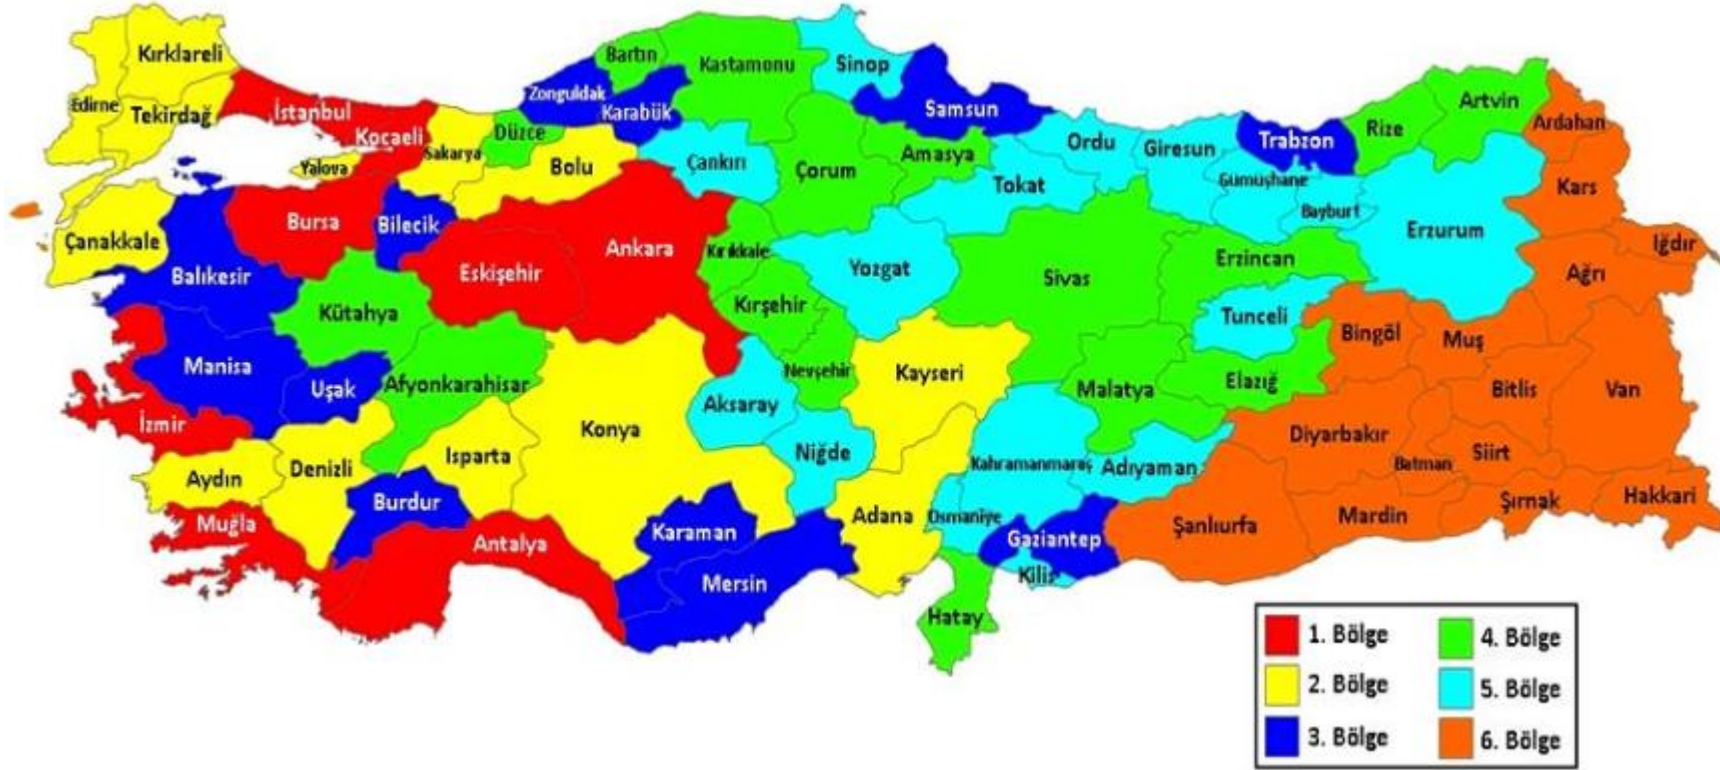 Kırklareli
Edirne
Tekirdağ
İstanbul
Kocaeli
Yalova
Sakarya
Düzce
Bolu
Zonguldak
Bartın
Karabük
Kastamonu
Sinop
Çankırı
Çorum
Samsun
Amasya
Ordu
Tokat
Giresun
Gümüşhane
Trabzon
Bayburt
Rize
Artvin
Ardahan
Kars
Iğdır
Erzurum
Ağrı
Çanakkale
Balıkesir
Bursa
Bilecik
Eskişehir
Ankara
Kırıkkale
Kırşehir
Yozgat
Sivas
Erzincan
Tunceli
Bingöl
Muş
Kütahya
Manisa
Uşak
Afyonkarahisar
İzmir
Konya
Aksaray
Nevşehir
Kayseri
Malatya
Elazığ
Diyarbakır
Bitlis
Van
Aydın
Denizli
Isparta
Burdur
Niğde
Kahramanmaraş
Adıyaman
Batman
Siirt
Muğla
Antalya
Karaman
Mersin
Adana
Osmaniye
Gaziantep
Kilis
Hatay
Şanlıurfa
Mardin
Şırnak
Hakkari
1. Bölge
2. Bölge
3. Bölge
4. Bölge
5. Bölge
6. Bölge